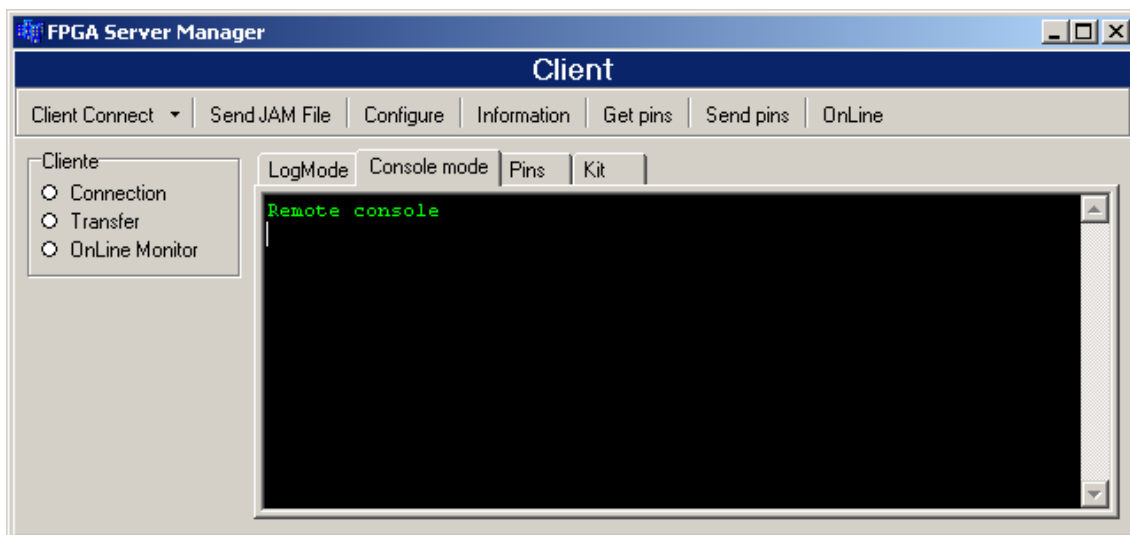 FPGA Server Manager
Client
Client Connect Send JAM File Configure Information Get pins Send pins OnLine
Cliente
Connection
Transfer
OnLine Monitor
LogMode Console mode Pins Kit
Remote console